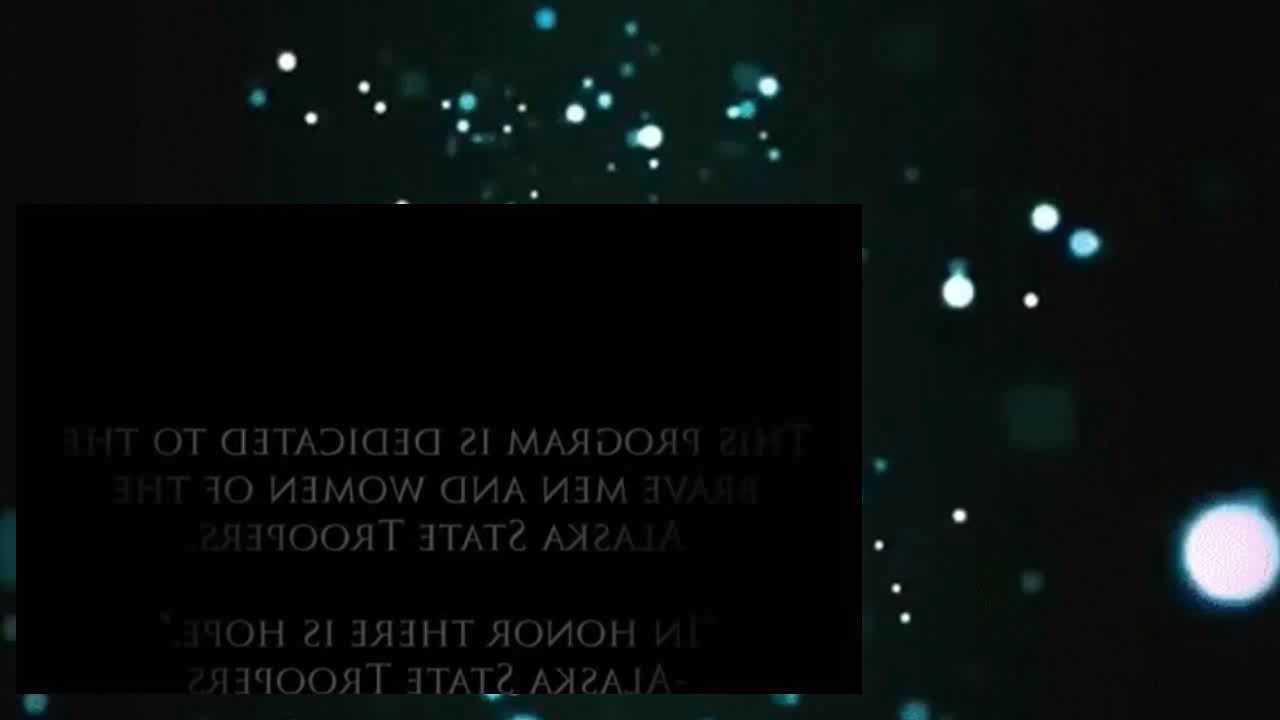 THIS PROGRAM IS DEDICATED TO THE
BRAVE MEN AND WOMEN OF THE
ALASKA STATE TROOPERS.
"IN HONOR THERE IS HOPE."
-ALASKA STATE TROOPERS